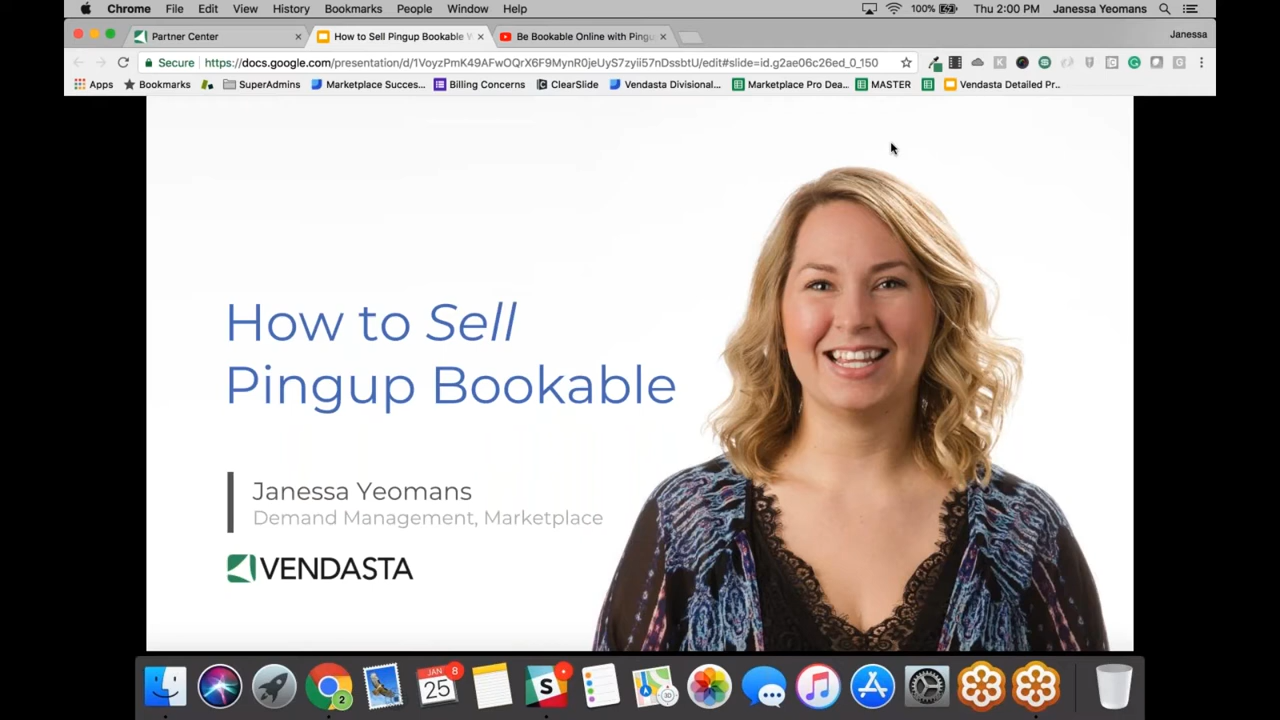 Chrome File Edit View History Bookmarks People Window Help 100% Thu 2:00 PM Janessa Yeomans
Partner Center How to Sell Pingup Bookable Be Bookable Online with Pingu Janessa
Secure https://docs.google.com/presentation/d/1VoyzPmK49AFwOQrX6F9MynR0jeUyS7zyii57nDssbtU/edit#slide=id.g2ae06c26ed_0_150
Apps Bookmarks SuperAdmins Marketplace Succes... Billing Concerns ClearSlide Vendasta Divisional... Marketplace Pro Dea... MASTER Vendasta Detailed Pr...
How to Sell
Pingup Bookable
Janessa Yeomans
Demand Management, Marketplace
VENDASTA
JAN 8
25
2
S
3D